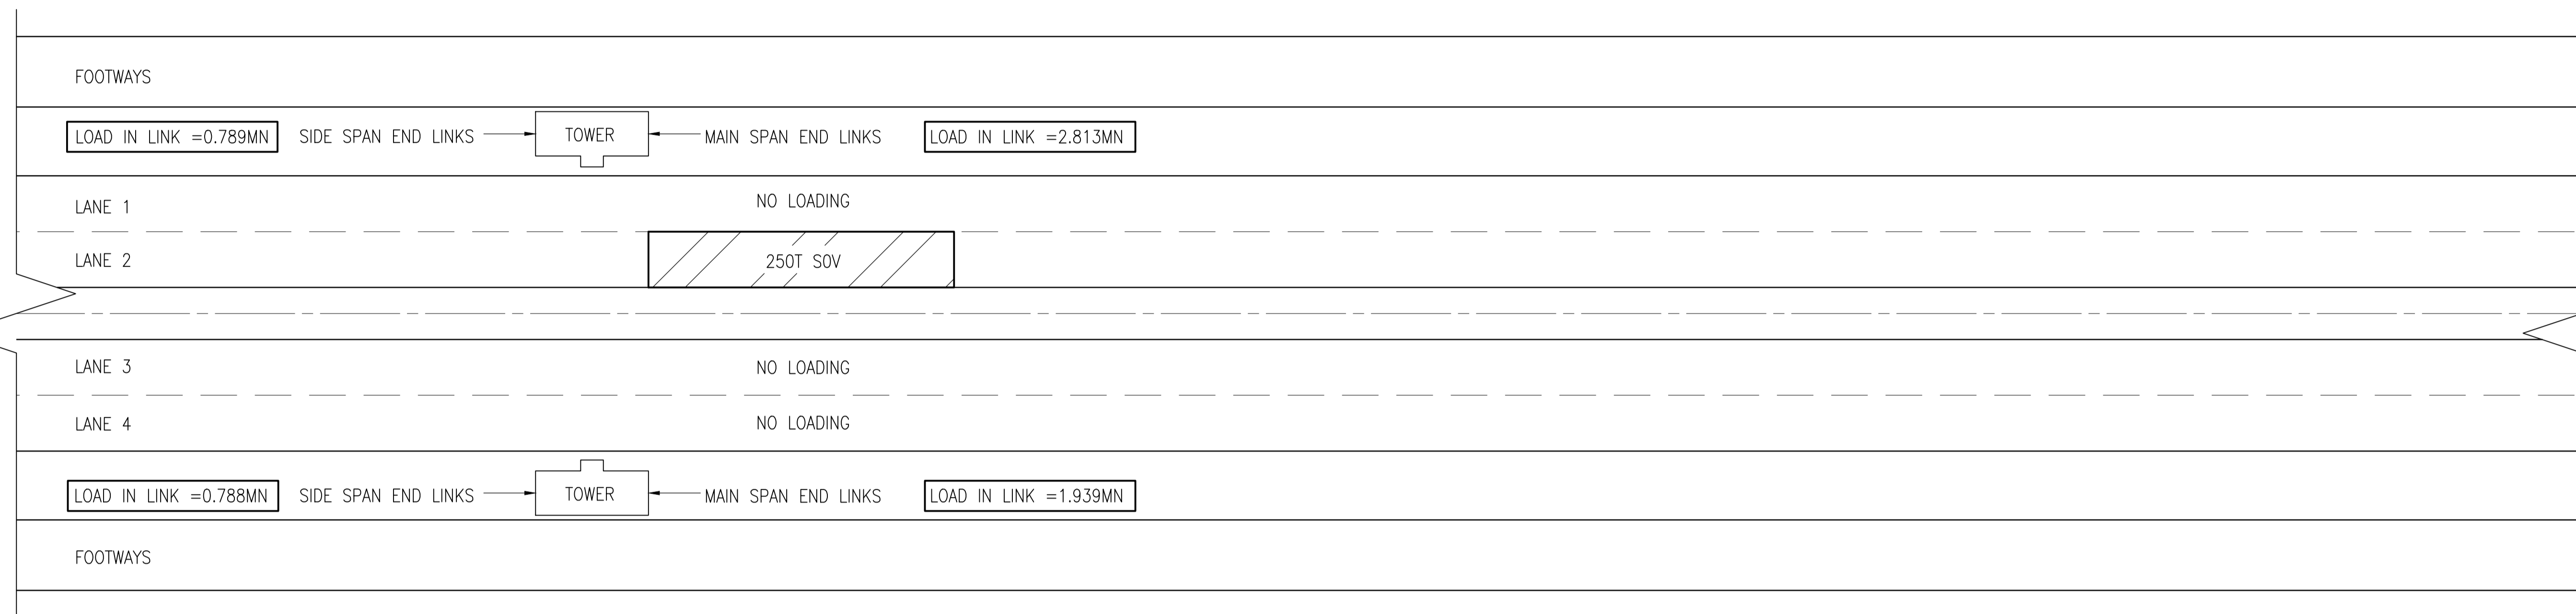 FOOTWAYS
LOAD IN LINK =0.789MN SIDE SPAN END LINKS TOWER MAIN SPAN END LINKS LOAD IN LINK =2.813MN
LANE 1 NO LOADING
LANE 2 250T SOV
LANE 3 NO LOADING
LANE 4 NO LOADING
LOAD IN LINK =0.788MN SIDE SPAN END LINKS TOWER MAIN SPAN END LINKS LOAD IN LINK =1.939MN
FOOTWAYS